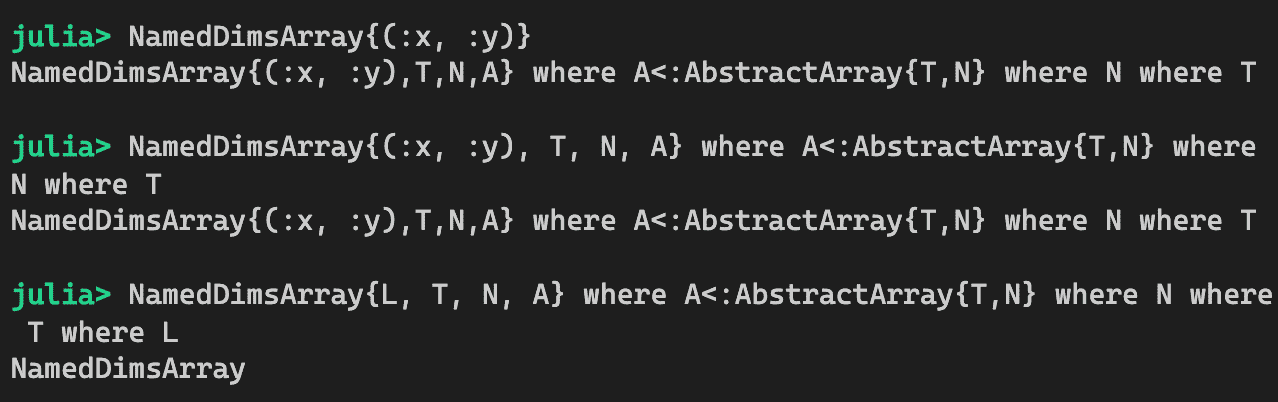 julia> NamedDimsArray{(:x, :y)}
NamedDimsArray{(:x, :y),T,N,A} where A<:AbstractArray{T,N} where N where T
julia> NamedDimsArray{(:x, :y), T, N, A} where A<:AbstractArray{T,N} where
N where T
NamedDimsArray{(:x, :y),T,N,A} where A<:AbstractArray{T,N} where N where T
julia> NamedDimsArray{L, T, N, A} where A<:AbstractArray{T,N} where N where
T where L
NamedDimsArray